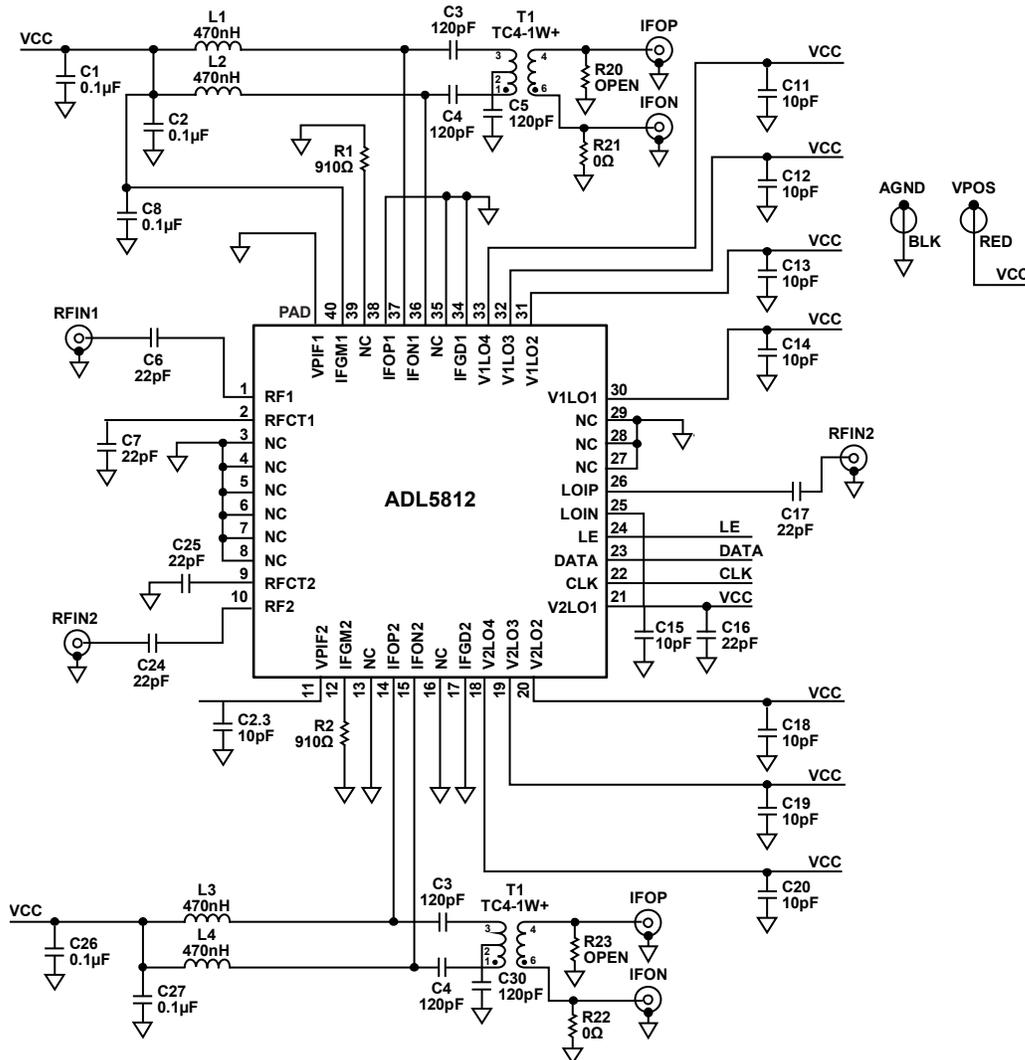 L1
470nH
VCC
C1
0.1µF
L2
470nH
C2
0.1µF
C8
0.1µF
C3
120pF
T1
TC4-1W+
3
2
1
4
6
C4
120pF
C5
120pF
R20
OPEN
IFOP
IFON
R21
0Ω
R1
910Ω
VCC
C11
10pF
VCC
C12
10pF
VCC
C13
10pF
VCC
C14
10pF
AGND
BLK
VPOS
RED
VCC
PAD
40
39
38
37
36
35
34
33
32
31
VPIF1
IFGM1
NC
IFOP1
IFON1
NC
IFGD1
V1LO4
V1LO3
V1LO2
RFIN1
C6
22pF
1
RF1
2
RFCT1
C7
22pF
3
NC
4
NC
5
NC
6
NC
7
NC
8
NC
C25
22pF
9
RFCT2
10
RF2
RFIN2
C24
22pF
ADL5812
V1LO1
30
NC
29
NC
28
NC
27
LOIP
26
LOIN
25
LE
24
LE
DATA
23
DATA
CLK
22
CLK
V2LO1
21
VCC
RFIN2
C17
22pF
C15
10pF
C16
22pF
VPIF2
IFGM2
NC
IFOP2
IFON2
NC
IFGD2
V2LO4
V2LO3
V2LO2
11
12
13
14
15
16
17
18
19
20
C2.3
10pF
R2
910Ω
VCC
C18
10pF
VCC
C19
10pF
VCC
C20
10pF
VCC
L3
470nH
L4
470nH
C26
0.1µF
C27
0.1µF
C3
120pF
T1
TC4-1W+
3
2
1
4
6
C4
120pF
C30
120pF
R23
OPEN
IFOP
IFON
R22
0Ω